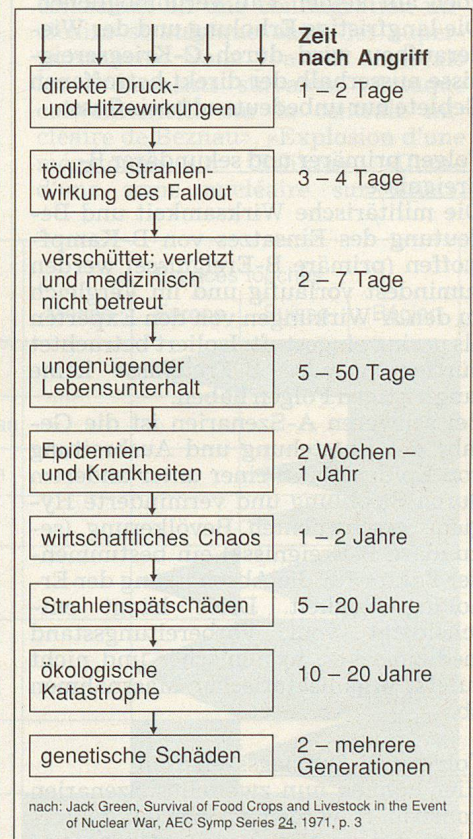 Zeit
nach Angriff
direkte Druck-
und Hitzewirkungen
1 – 2 Tage
tödliche Strahlen-
wirkung des Fallout
3 – 4 Tage
verschüttet; verletzt
und medizinisch
nicht betreut
2 – 7 Tage
ungenügender
Lebensunterhalt
5 – 50 Tage
Epidemien
und Krankheiten
2 Wochen –
1 Jahr
wirtschaftliches Chaos
1 – 2 Jahre
Strahlenspätschäden
5 – 20 Jahre
ökologische
Katastrophe
10 – 20 Jahre
genetische Schäden
2 – mehrere
Generationen
nach: Jack Green, Survival of Food Crops and Livestock in the Event
of Nuclear War, AEC Symp Series 24, 1971, p. 3